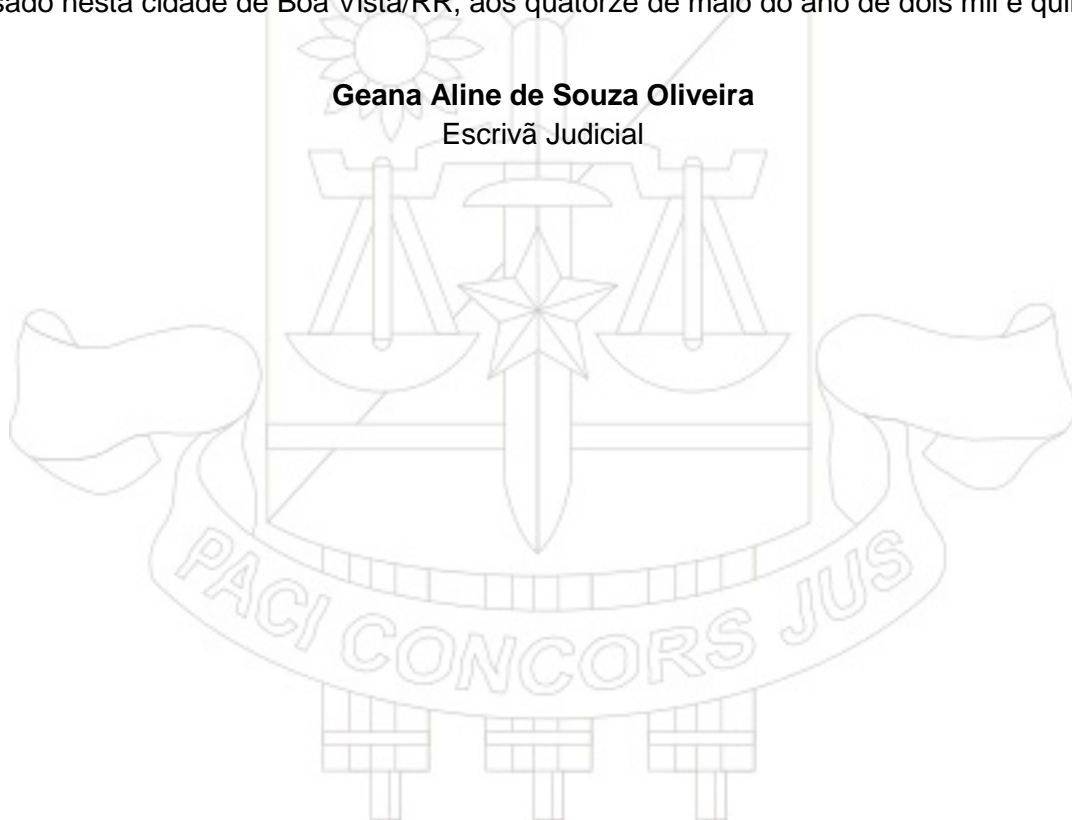 sado nesta cidade de Boa Vista/RR, aos quatorze de maio do ano de dois mil e qui
Geana Aline de Souza Oliveira
Escrivã Judicial
PACI CONCORS JUS